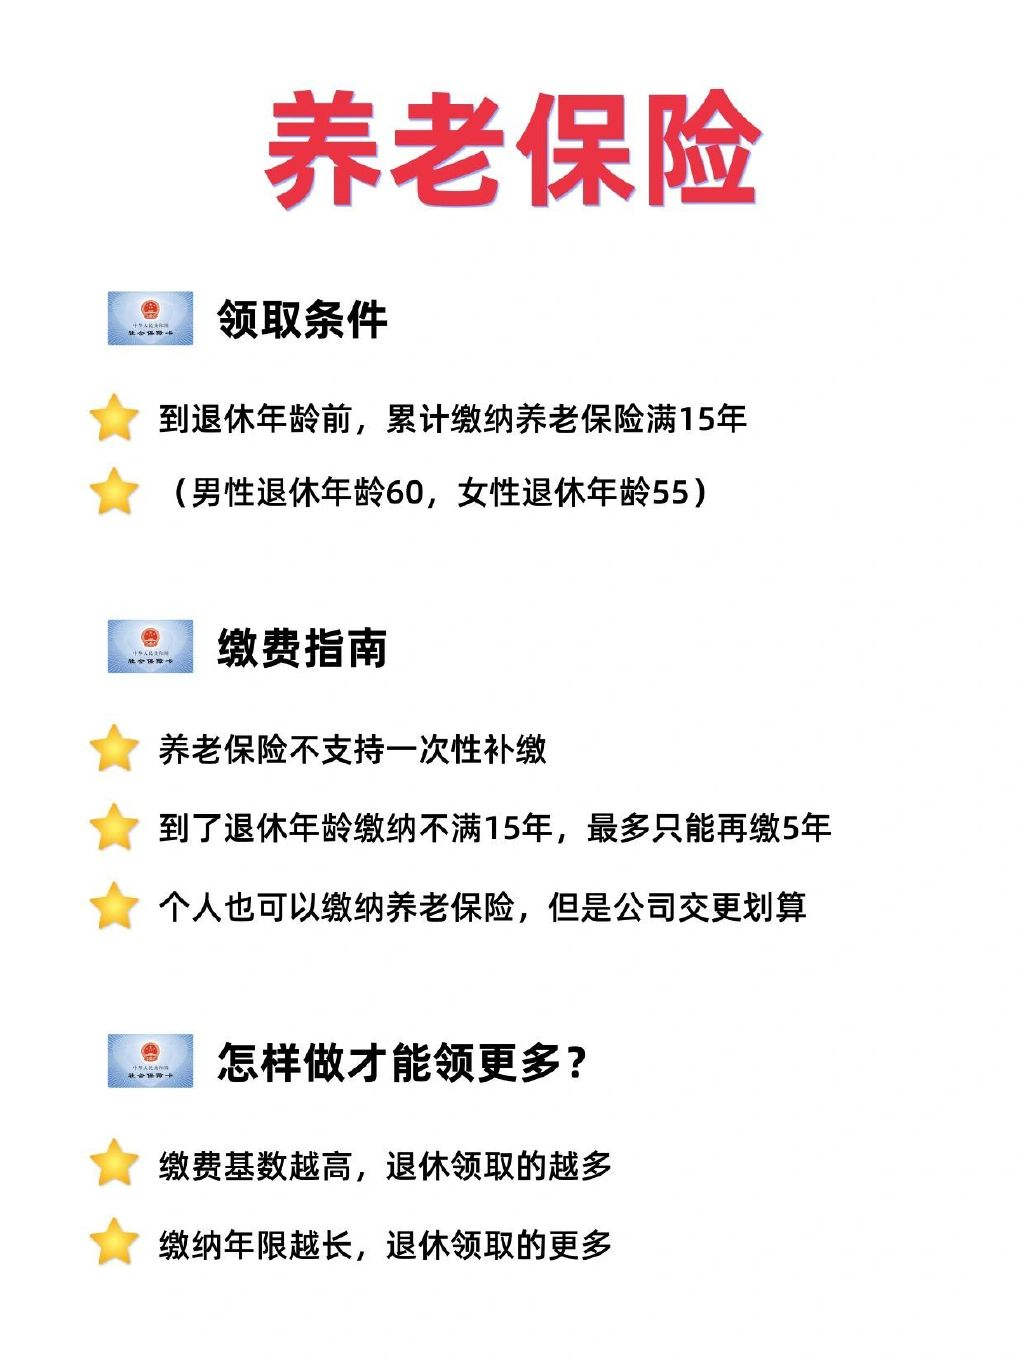 养老保险
中华人民共和国
社会保障卡
领取条件
到退休年龄前，累计缴纳养老保险满15年
（男性退休年龄60，女性退休年龄55）
中华人民共和国
社会保障卡
缴费指南
养老保险不支持一次性补缴
到了退休年龄缴纳不满15年，最多只能再缴5年
个人也可以缴纳养老保险，但是公司交更划算
中华人民共和国
社会保障卡
怎样做才能领更多？
缴费基数越高，退休领取的越多
缴纳年限越长，退休领取的更多